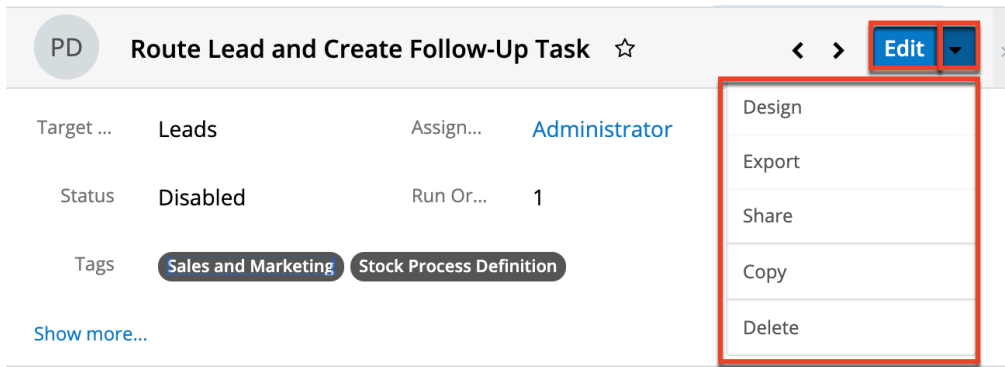 PD
Route Lead and Create Follow-Up Task
Edit
Target ...
Leads
Assign...
Administrator
Status
Disabled
Run Or...
1
Tags
Sales and Marketing
Stock Process Definition
Show more...
Design
Export
Share
Copy
Delete